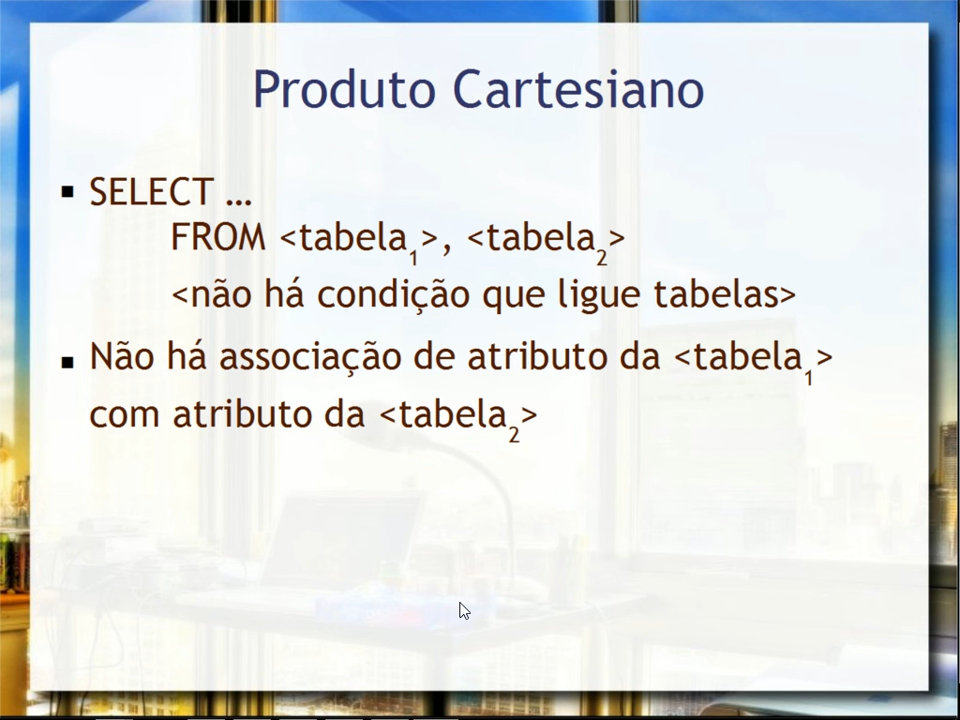 Produto Cartesiano
▪ SELECT …
FROM <tabela1>, <tabela2>
<não há condição que ligue tabelas>
▪ Não há associação de atributo da <tabela1>
com atributo da <tabela2>